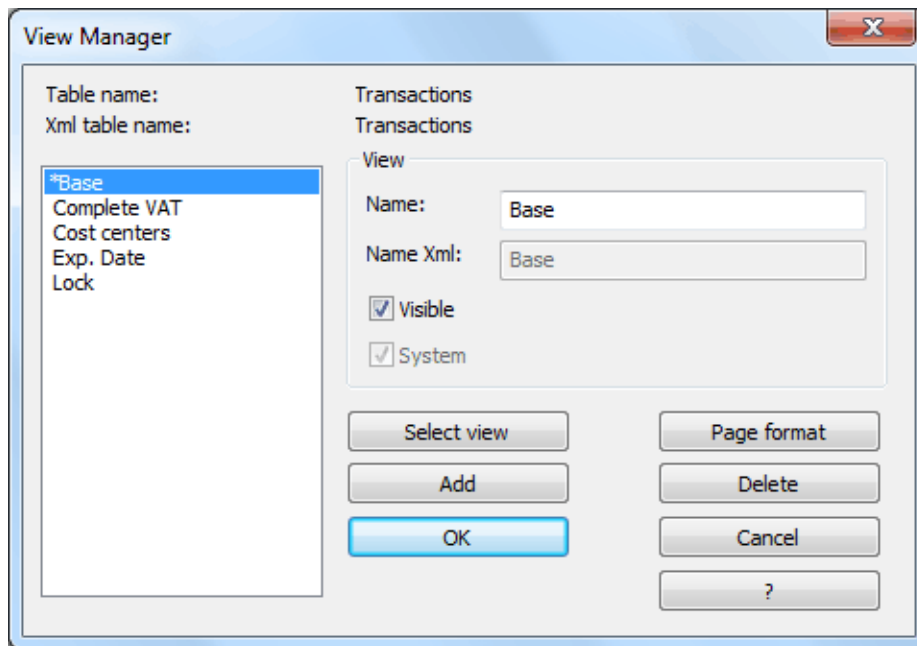 View Manager
X
Table name: Transactions
Xml table name: Transactions
*Base
Complete VAT
Cost centers
Exp. Date
Lock
View
Name: Base
Name Xml: Base
Visible
System
Select view Page format
Add Delete
OK Cancel
?